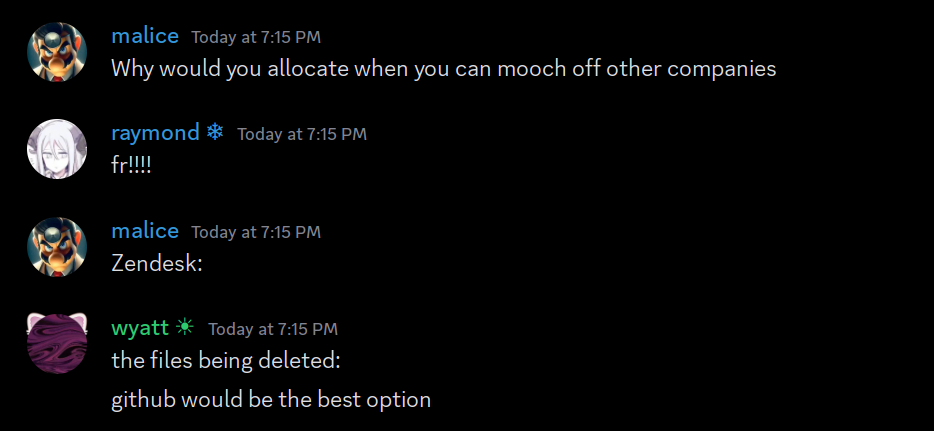 malice Today at 7:15 PM
Why would you allocate when you can mooch off other companies
raymond ❄ Today at 7:15 PM
fr!!!!
malice Today at 7:15 PM
Zendesk:
wyatt ☀ Today at 7:15 PM
the files being deleted:
github would be the best option